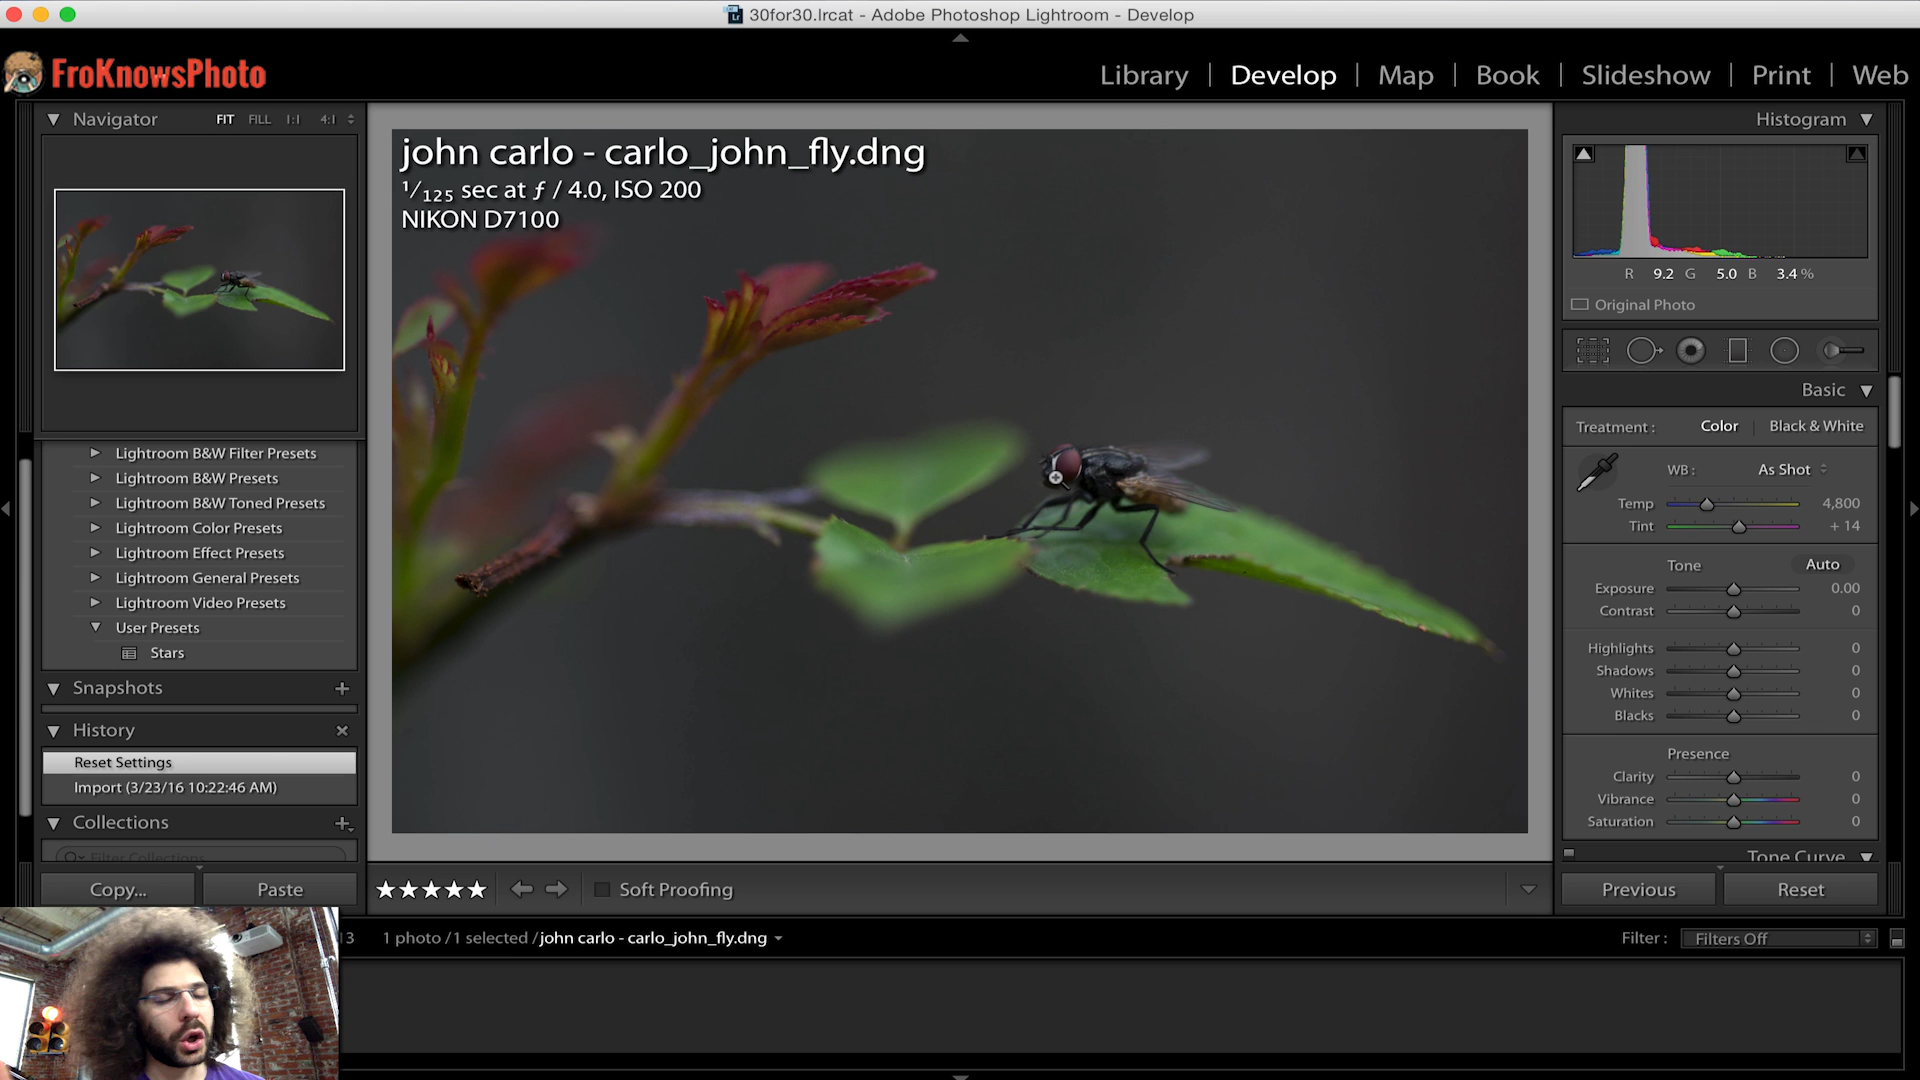 30for30.lrcat - Adobe Photoshop Lightroom - Develop
FroKnowsPhoto
Library | Develop | Map | Book | Slideshow | Print | Web
Navigator FIT FILL 1:1 4:1
john carlo - carlo_john_fly.dng
1/125 sec at ƒ / 4.0, ISO 200
NIKON D7100
Lightroom B&W Filter Presets
Lightroom B&W Presets
Lightroom B&W Toned Presets
Lightroom Color Presets
Lightroom Effect Presets
Lightroom General Presets
Lightroom Video Presets
User Presets
Stars
Snapshots
History
Reset Settings
Import (3/23/16 10:22:46 AM)
Collections
Filter Collections
Copy... Paste
Soft Proofing
Histogram
R 9.2 G 5.0 B 3.4 %
Original Photo
Basic
Treatment : Color | Black & White
WB : As Shot
Temp 4,800
Tint + 14
Tone Auto
Exposure 0.00
Contrast 0
Highlights 0
Shadows 0
Whites 0
Blacks 0
Presence
Clarity 0
Vibrance 0
Saturation 0
Tone Curve
Previous Reset
13 1 photo / 1 selected / john carlo - carlo_john_fly.dng
Filter : Filters Off